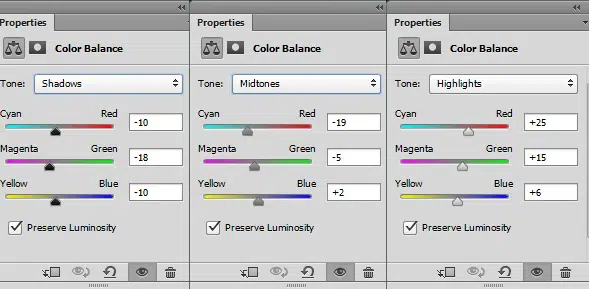 Properties
Color Balance
Tone: Shadows
Cyan Red -10
Magenta Green -18
Yellow Blue -10
Preserve Luminosity
Properties
Color Balance
Tone: Midtones
Cyan Red -19
Magenta Green -5
Yellow Blue +2
Preserve Luminosity
Properties
Color Balance
Tone: Highlights
Cyan Red +25
Magenta Green +15
Yellow Blue +6
Preserve Luminosity